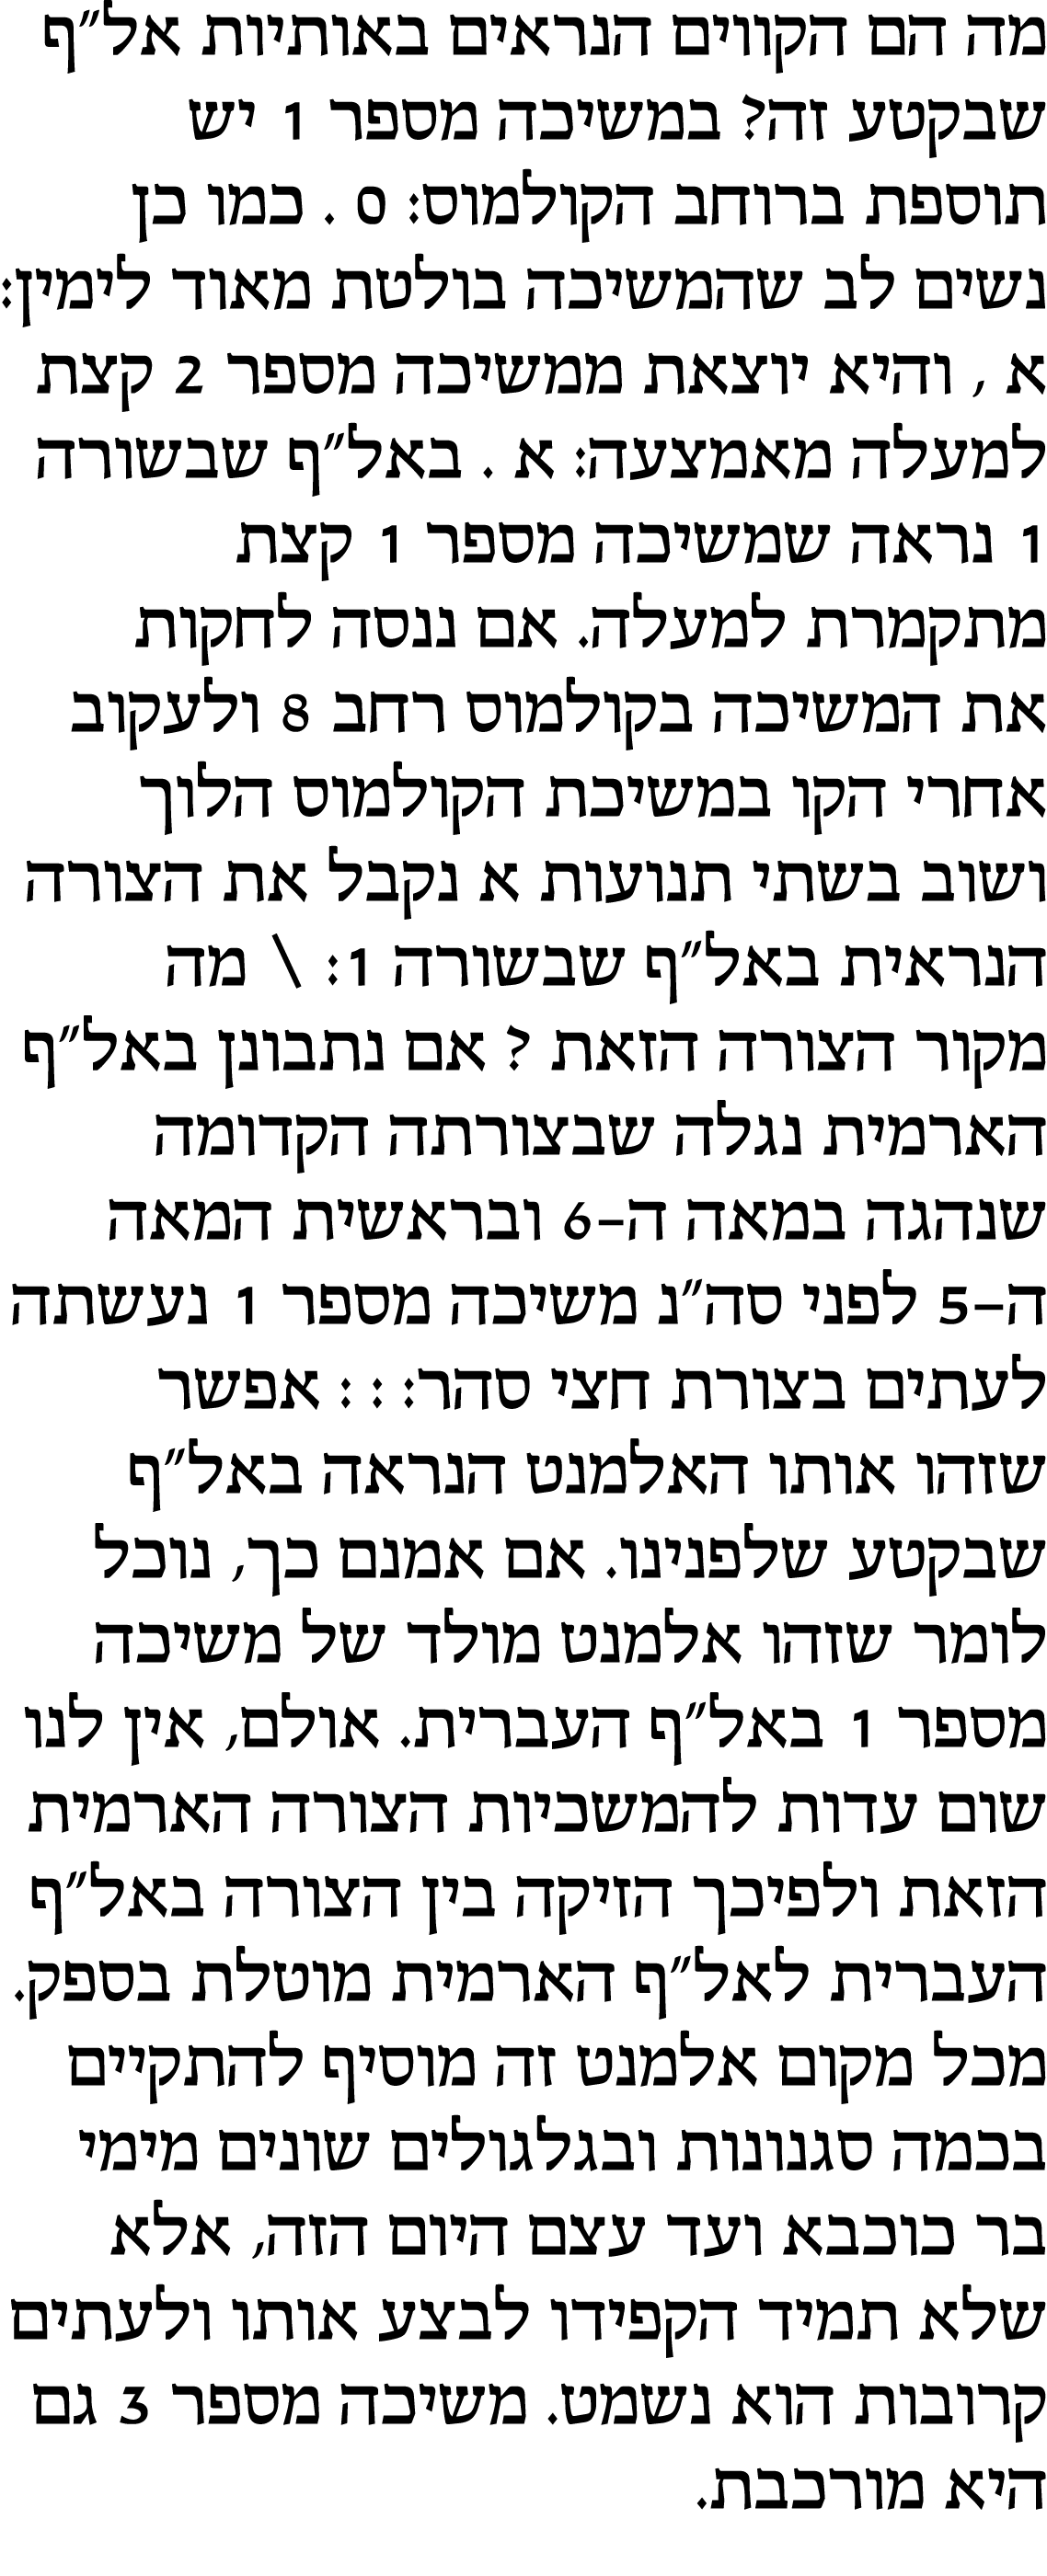 מה הם הקווים הנראים באותיות אל״ף
שבקטע זה? במשיכה מספר 1 יש
תוספת ברוחב הקולמוס: 0 . כמו כן
נשים לב שהמשיכה בולטת מאוד לימין:
א , והיא יוצאת ממשיכה מספר 2 קצת
למעלה מאמצעה: א . באל״ף שבשורה
1 נראה שמשיכה מספר 1 קצת
מתקמרת למעלה. אם ננסה לחקות
את המשיכה בקולמוס רחב 8 ולעקוב
אחרי הקו במשיכת הקולמוס הלוך
ושוב בשתי תנועות א נקבל את הצורה
הנראית באל״ף שבשורה 1: \ מה
מקור הצורה הזאת ? אם נתבונן באל״ף
הארמית נגלה שבצורתה הקדומה
שנהגה במאה ה-6 ובראשית המאה
ה-5 לפני סה״נ משיכה מספר 1 נעשתה
לעתים בצורת חצי סהר: : : אפשר
שזהו אותו האלמנט הנראה באל״ף
שבקטע שלפנינו. אם אמנם כך, נוכל
לומר שזהו אלמנט מולד של משיכה
מספר 1 באל״ף העברית. אולם, אין לנו
שום עדות להמשכיות הצורה הארמית
הזאת ולפיכך הזיקה בין הצורה באל״ף
העברית לאל״ף הארמית מוטלת בספק.
מכל מקום אלמנט זה מוסיף להתקיים
בכמה סגנונות ובגלגולים שונים מימי
בר כוכבא ועד עצם היום הזה, אלא
שלא תמיד הקפידו לבצע אותו ולעתים
קרובות הוא נשמט. משיכה מספר 3 גם
היא מורכבת.